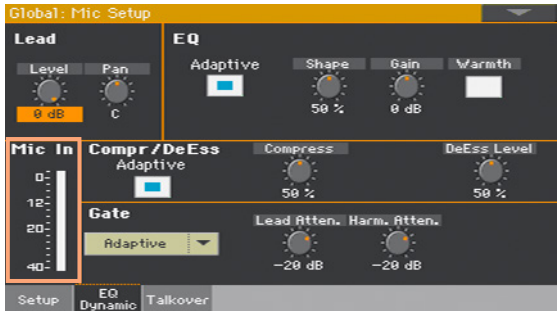 Global: Mic Setup
Lead
EQ
Level Pan
Adaptive Shape Gain Warmth
0 dB C
50 % 0 dB
Mic In
Compr/DeEss
Adaptive
Compress
DeEss Level
50 % 50 %
0
12
20
40
Gate
Adaptive
Lead Atten. Harm. Atten.
-20 dB -20 dB
Setup EQ Dynamic Talkover